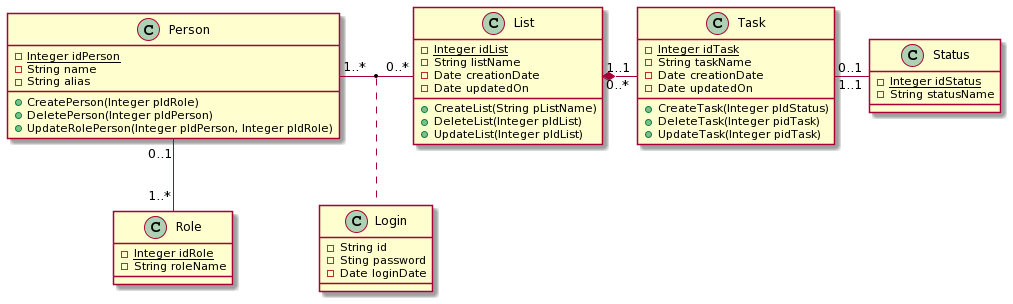 C Person
Integer idPerson
String name
String alias
CreatePerson(Integer pIdRole)
DeletePerson(Integer pIdPerson)
UpdateRolePerson(Integer pIdPerson, Integer pIdRole)
1..*
0..*
C List
Integer idList
String listName
Date creationDate
Date updatedOn
CreateList(String pListName)
DeleteList(Integer pIdList)
UpdateList(Integer pIdList)
1..1
0..*
C Task
Integer idTask
String taskName
Date creationDate
Date updatedOn
CreateTask(Integer pIdStatus)
DeleteTask(Integer pidTask)
UpdateTask(Integer pidTask)
0..1
1..1
C Status
Integer idStatus
String statusName
0..1
1..*
C Role
Integer idRole
String roleName
C Login
String id
Sting password
Date loginDate